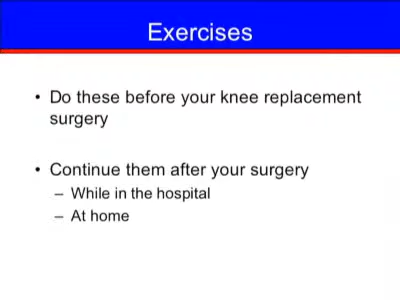 Exercises
• Do these before your knee replacement
surgery
• Continue them after your surgery
– While in the hospital
– At home